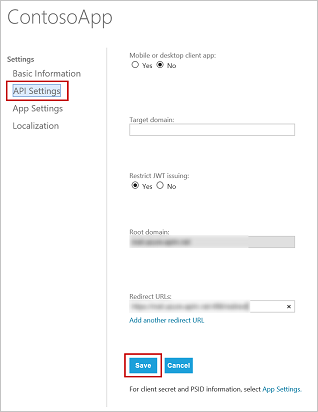 ContosoApp
Settings
Basic Information
API Settings
App Settings
Localization
Mobile or desktop client app:
Yes No
Target domain:
Restrict JWT issuing:
Yes No
Root domain:
Redirect URLs:
Add another redirect URL
Save Cancel
For client secret and PSID information, select App Settings.